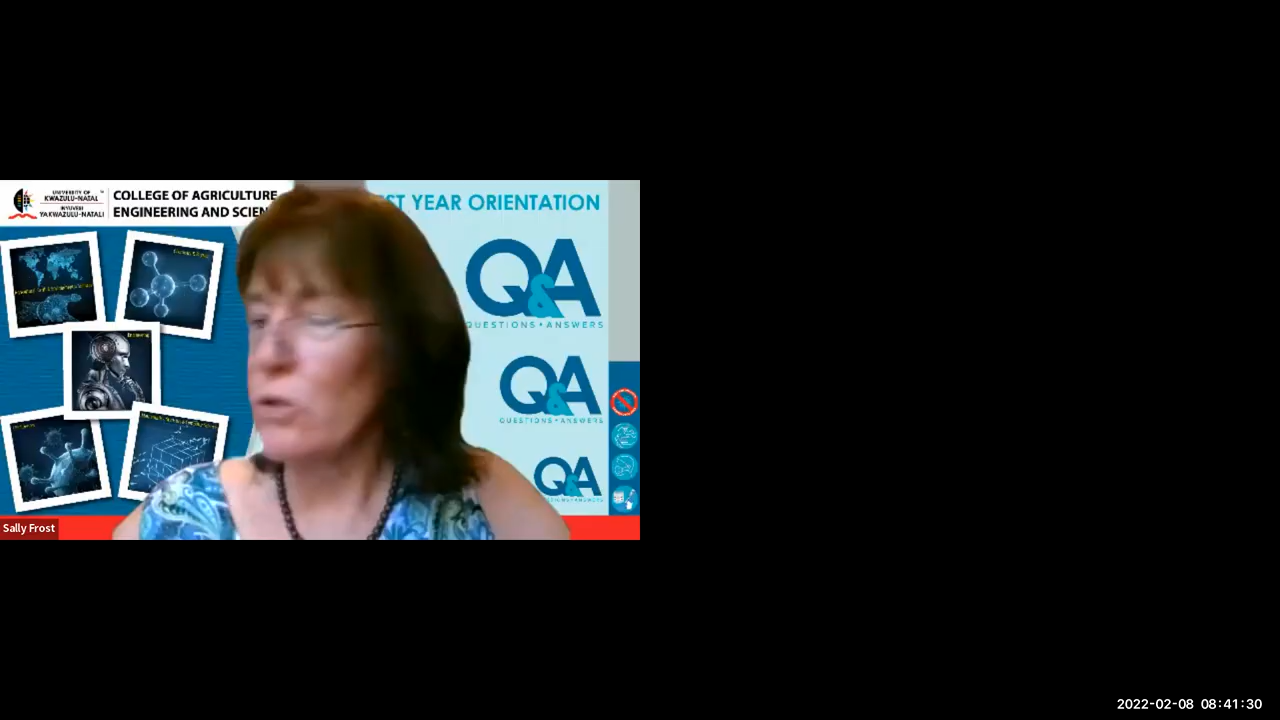 UNIVERSITY OF
KWAZULU-NATAL
INYUVESI
YAKWAZULU-NATALI
COLLEGE OF AGRICULTURE
ENGINEERING AND SCIEN
ST YEAR ORIENTATION
Q&A
QUESTIONS • ANSWERS
Q&A
QUESTIONS • ANSWERS
Engineering
Q&A
Sally Frost
2022-02-08 08:41:30